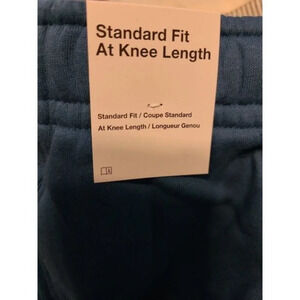 Standard Fit
At Knee Length
Standard Fit / Coupe Standard
At Knee Length / Longueur Genou